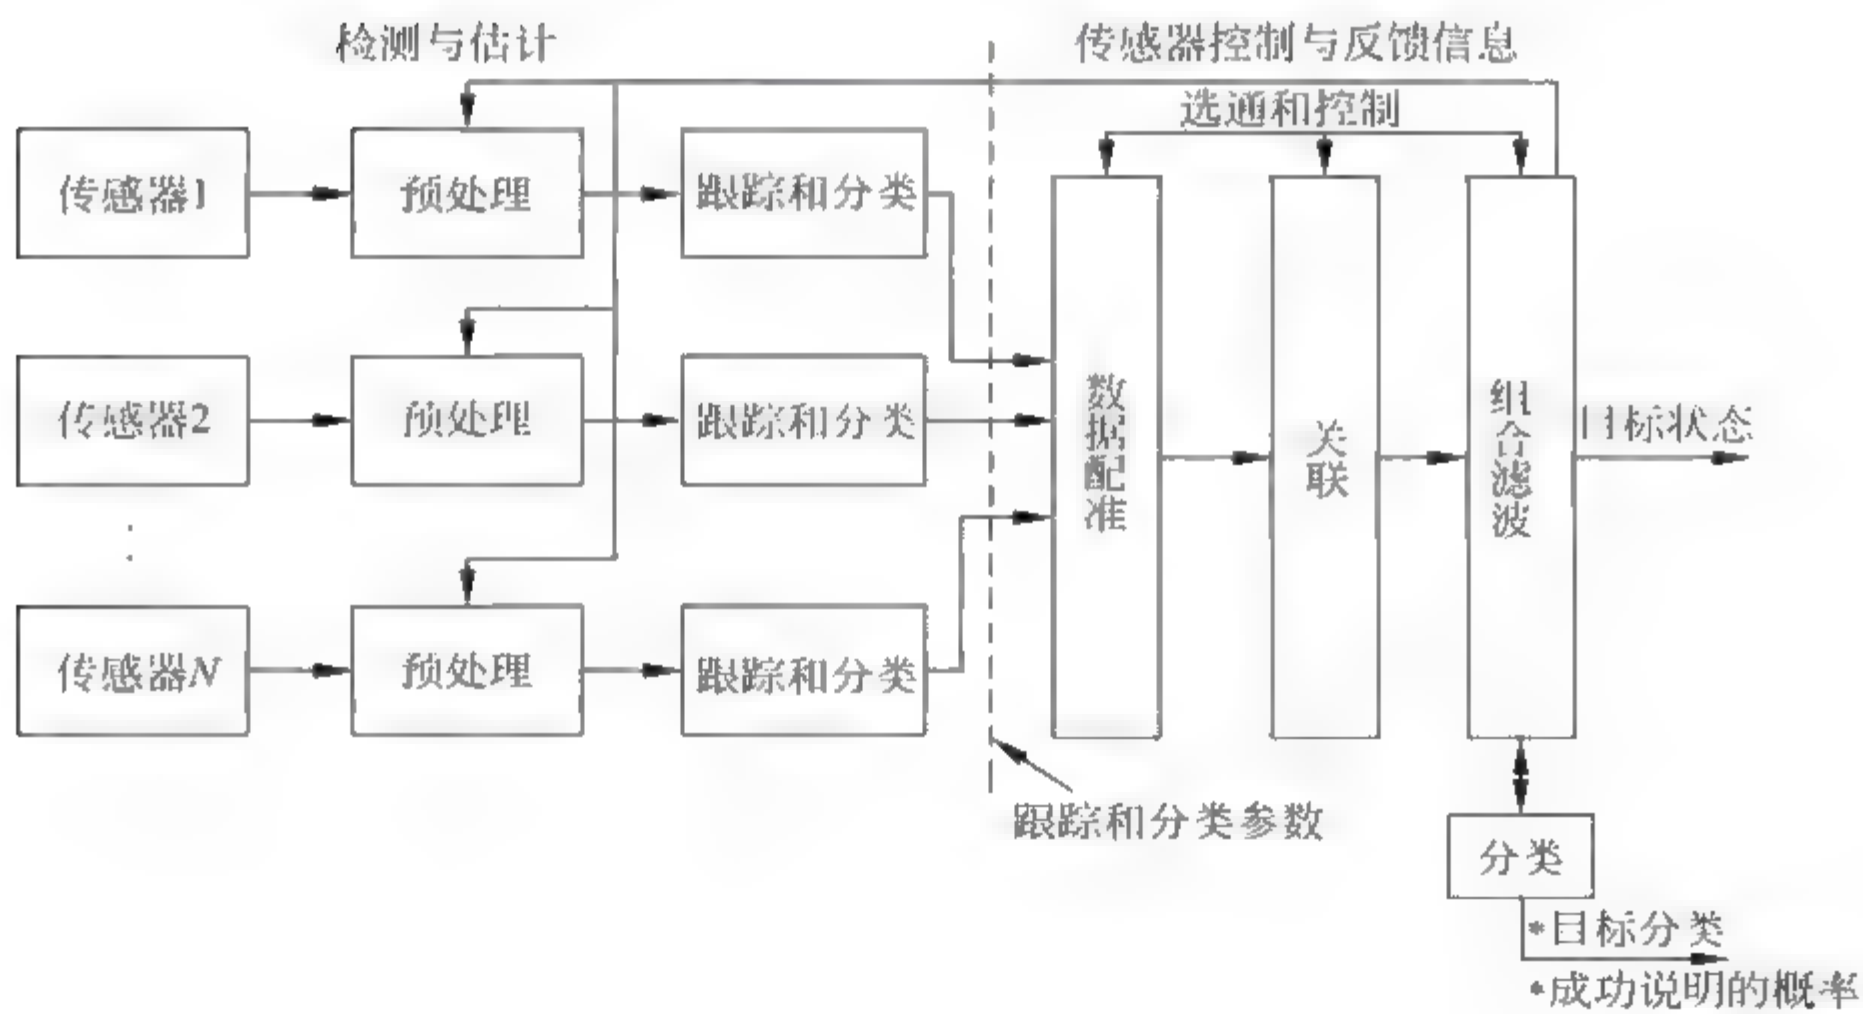 检测与估计
传感器控制与反馈信息
选通和控制
传感器1
预处理
跟踪和分类
传感器2
预处理
跟踪和分类
传感器N
预处理
跟踪和分类
数据配准
关联
组合滤波
目标状态
跟踪和分类参数
分类
*目标分类
*成功说明的概率